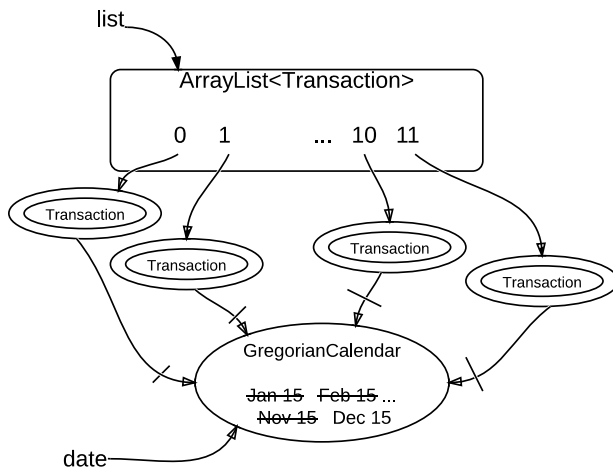 list
ArrayList<Transaction>
0 1 ... 10 11
Transaction
Transaction
Transaction
Transaction
GregorianCalendar
Jan 15 Feb 15 ...
Nov 15 Dec 15
date